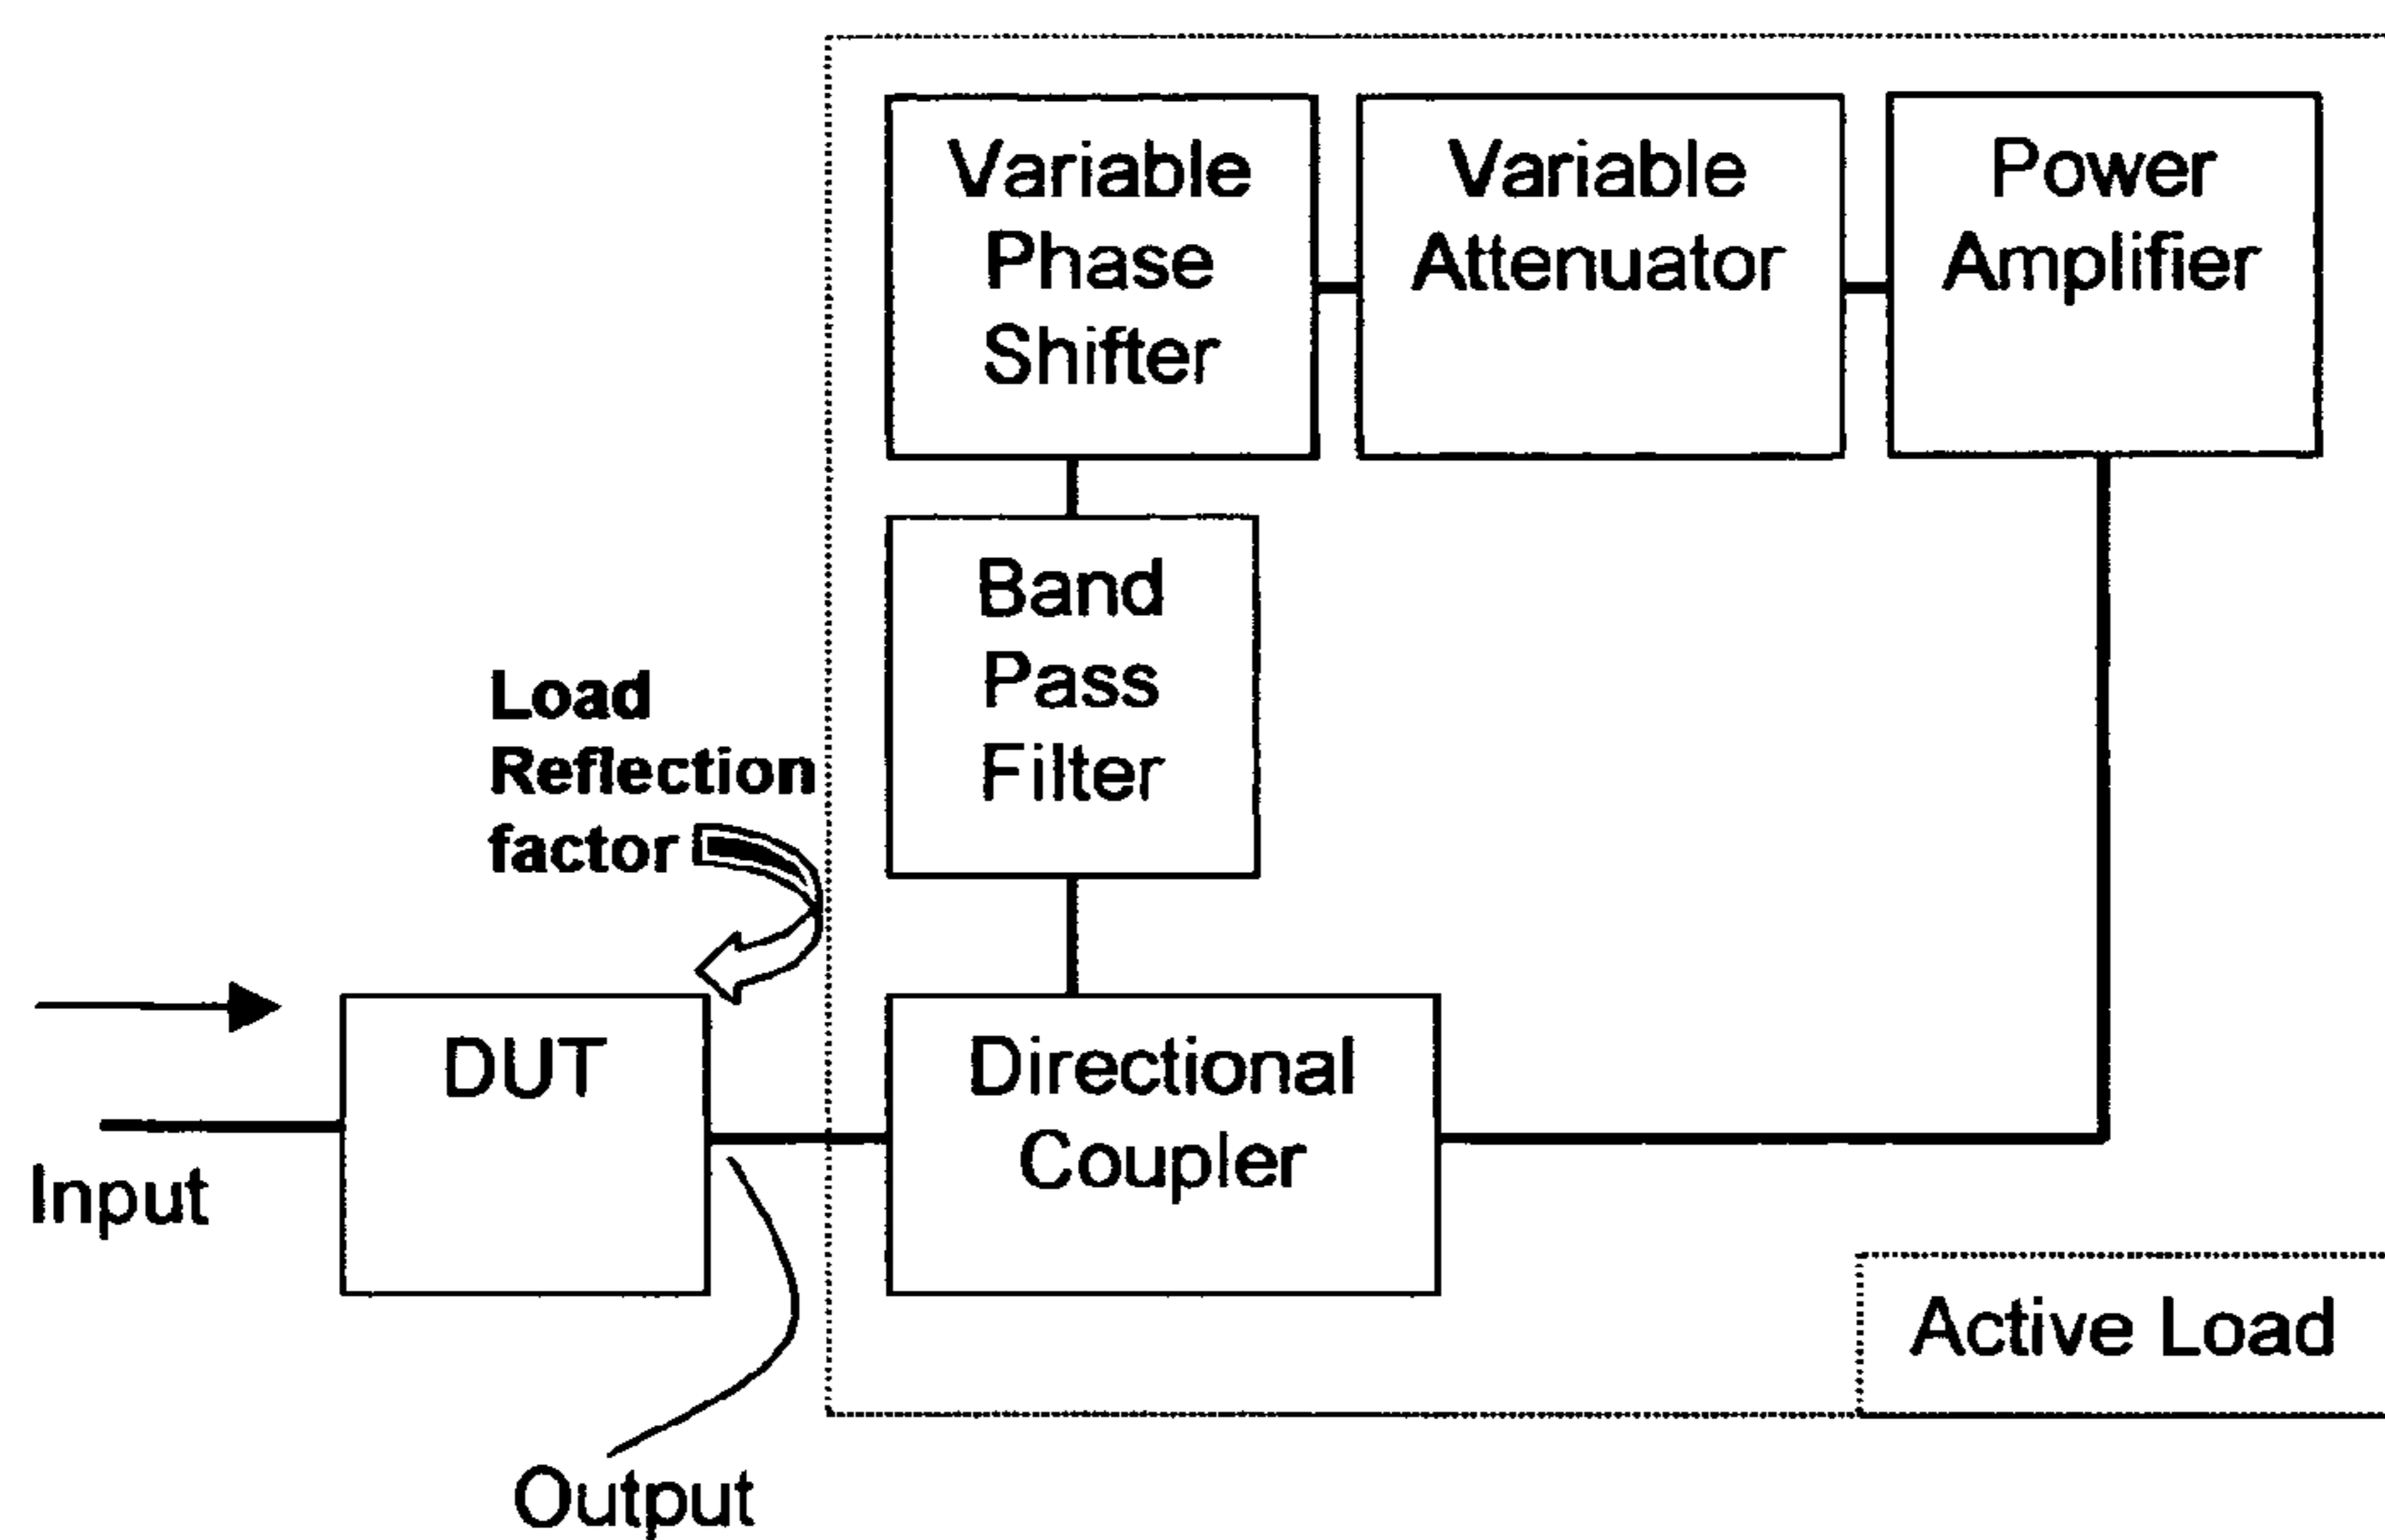 Variable
Phase
Shifter
Variable
Attenuator
Power
Amplifier
Band
Pass
Filter
Load
Reflection
factor
DUT
Directional
Coupler
Input
Active Load
Output